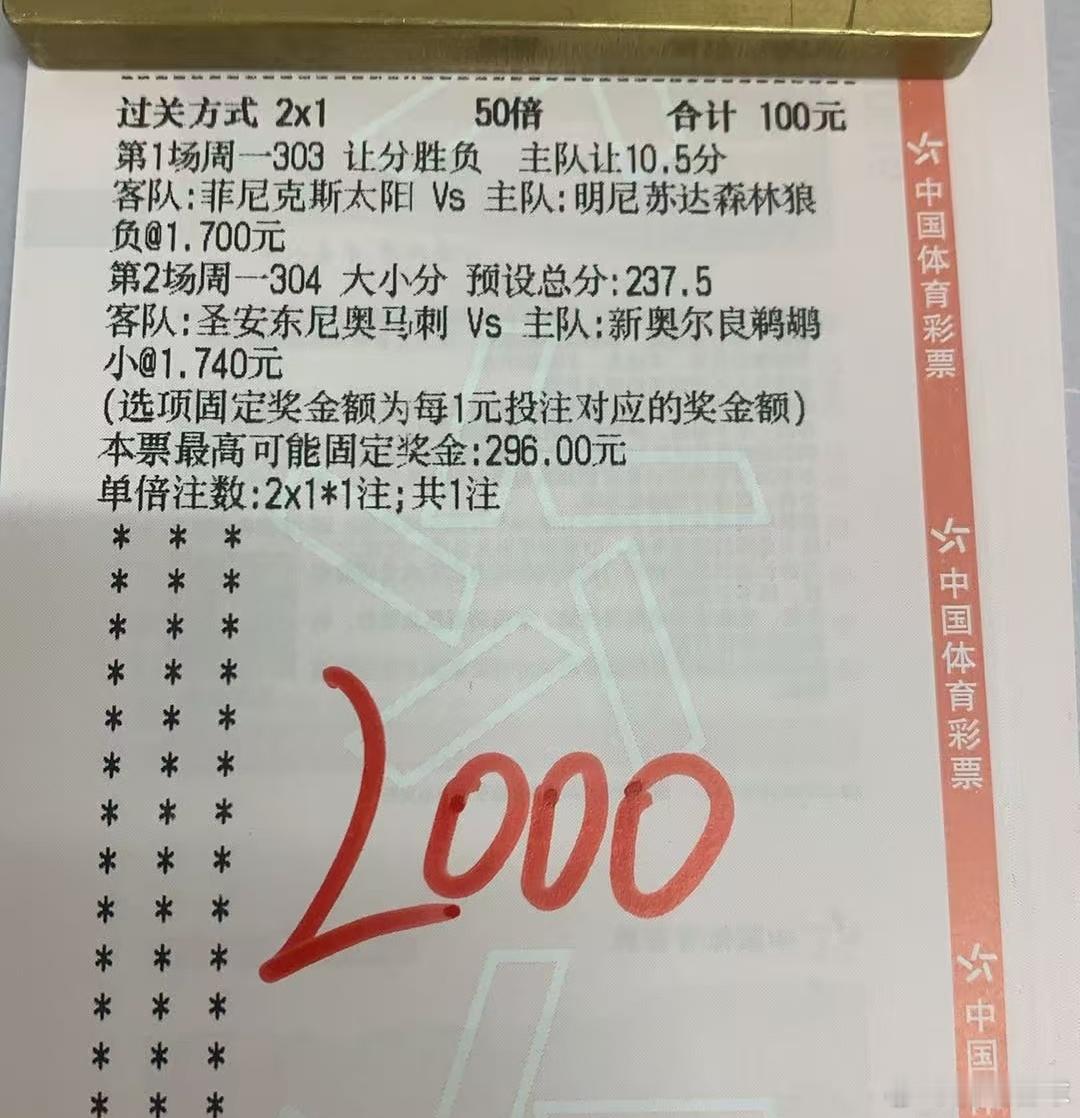 过关方式 2x1 50倍 合计 100元
第1场周一303 让分胜负 主队让10.5分
客队:菲尼克斯太阳 Vs 主队:明尼苏达森林狼
负@1.700元
第2场周一304 大小分 预设总分:237.5
客队:圣安东尼奥马刺 Vs 主队:新奥尔良鹈鹕
小@1.740元
(选项固定奖金额为每1元投注对应的奖金额)
本票最高可能固定奖金:296.00元
单倍注数:2x1*1注;共1注
* * *
* * *
* * *
* * *
* * *
* * *
* * *
* * *
* * *
* * *
* * *
* * *
* * *
2000
中国体育彩票
中国体育彩票
中国